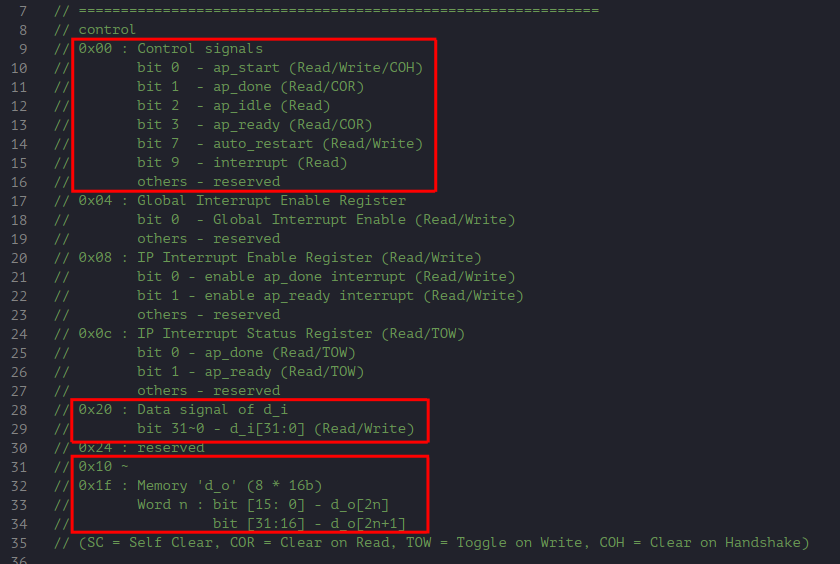 7 // ==============================================================
8 // control
9 // 0x00 : Control signals
10 //        bit 0  - ap_start (Read/Write/COH)
11 //        bit 1  - ap_done (Read/COR)
12 //        bit 2  - ap_idle (Read)
13 //        bit 3  - ap_ready (Read/COR)
14 //        bit 7  - auto_restart (Read/Write)
15 //        bit 9  - interrupt (Read)
16 //        others - reserved
17 // 0x04 : Global Interrupt Enable Register
18 //        bit 0  - Global Interrupt Enable (Read/Write)
19 //        others - reserved
20 // 0x08 : IP Interrupt Enable Register (Read/Write)
21 //        bit 0 - enable ap_done interrupt (Read/Write)
22 //        bit 1 - enable ap_ready interrupt (Read/Write)
23 //        others - reserved
24 // 0x0c : IP Interrupt Status Register (Read/TOW)
25 //        bit 0 - ap_done (Read/TOW)
26 //        bit 1 - ap_ready (Read/TOW)
27 //        others - reserved
28 // 0x20 : Data signal of d_i
29 //        bit 31~0 - d_i[31:0] (Read/Write)
30 // 0x24 : reserved
31 // 0x10 ~
32 // 0x1f : Memory 'd_o' (8 * 16b)
33 //        Word n : bit [15: 0] - d_o[2n]
34 //                 bit [31:16] - d_o[2n+1]
35 // (SC = Self Clear, COR = Clear on Read, TOW = Toggle on Write, COH = Clear on Handshake)
36